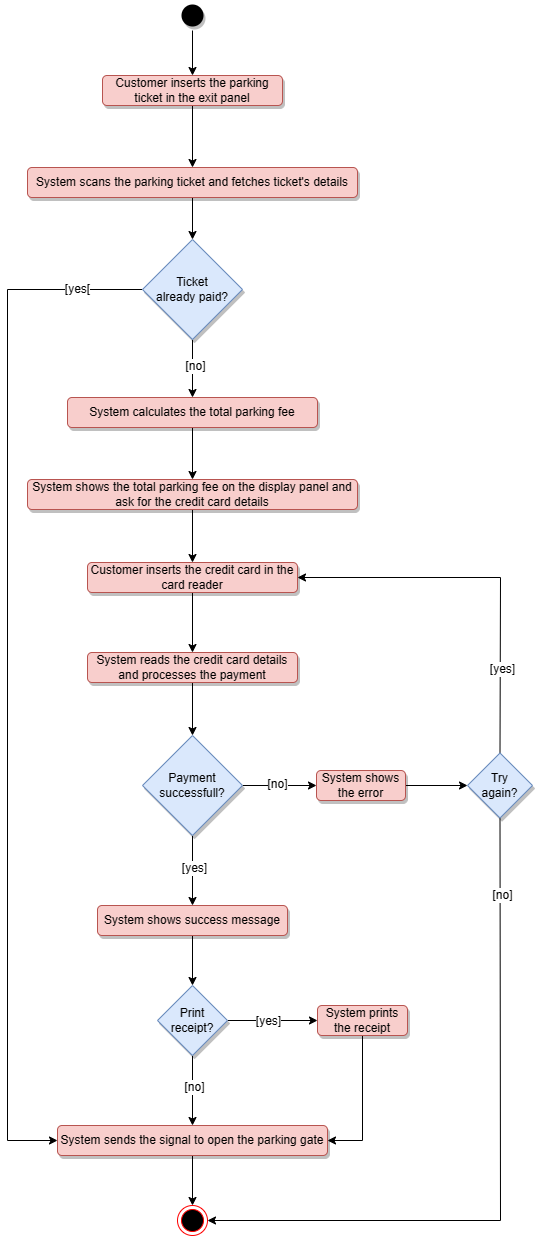 Customer inserts the parking
ticket in the exit panel
System scans the parking ticket and fetches ticket's details
Ticket
already paid?
[yes[
[no]
System calculates the total parking fee
System shows the total parking fee on the display panel and
ask for the credit card details
Customer inserts the credit card in the
card reader
[yes]
System reads the credit card details
and processes the payment
Payment
successfull?
[no]
System shows
the error
Try
again?
[yes]
[no]
System shows success message
Print
receipt?
[yes]
System prints
the receipt
[no]
System sends the signal to open the parking gate